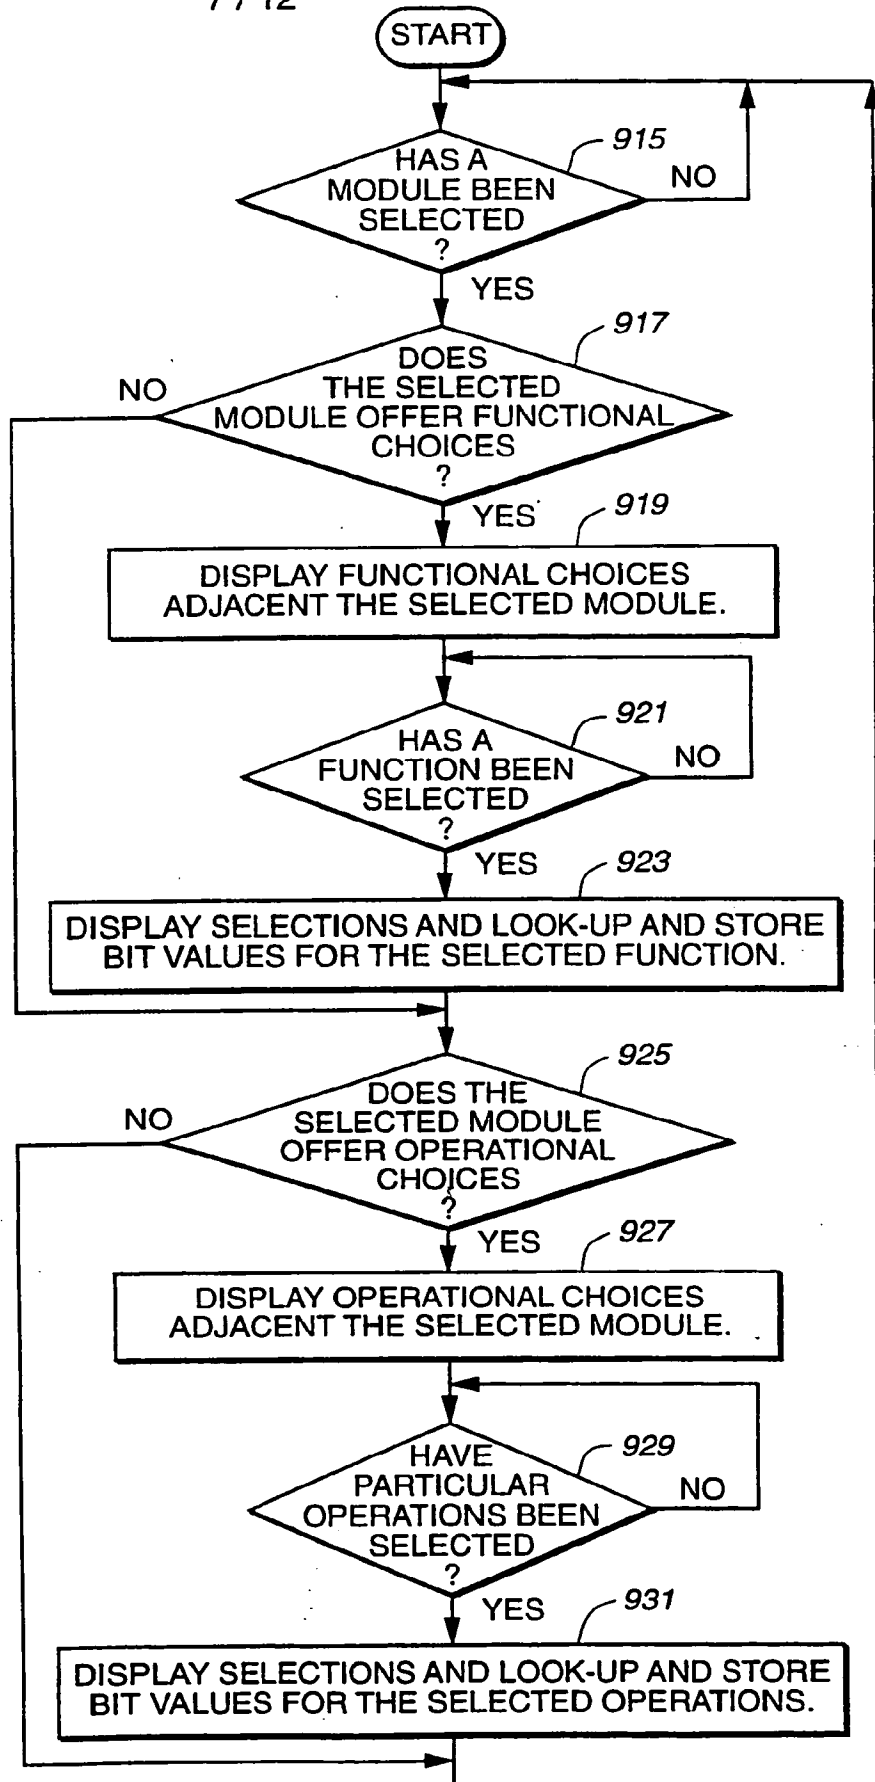 7 / 12
START
915
HAS A
MODULE BEEN
SELECTED
?
NO
YES
917
DOES
THE SELECTED
MODULE OFFER FUNCTIONAL
CHOICES
?
NO
YES
919
DISPLAY FUNCTIONAL CHOICES
ADJACENT THE SELECTED MODULE.
921
HAS A
FUNCTION BEEN
SELECTED
?
NO
YES
923
DISPLAY SELECTIONS AND LOOK-UP AND STORE
BIT VALUES FOR THE SELECTED FUNCTION.
925
DOES THE
SELECTED MODULE
OFFER OPERATIONAL
CHOICES
?
NO
YES
927
DISPLAY OPERATIONAL CHOICES
ADJACENT THE SELECTED MODULE.
929
HAVE
PARTICULAR
OPERATIONS BEEN
SELECTED
?
NO
YES
931
DISPLAY SELECTIONS AND LOOK-UP AND STORE
BIT VALUES FOR THE SELECTED OPERATIONS.